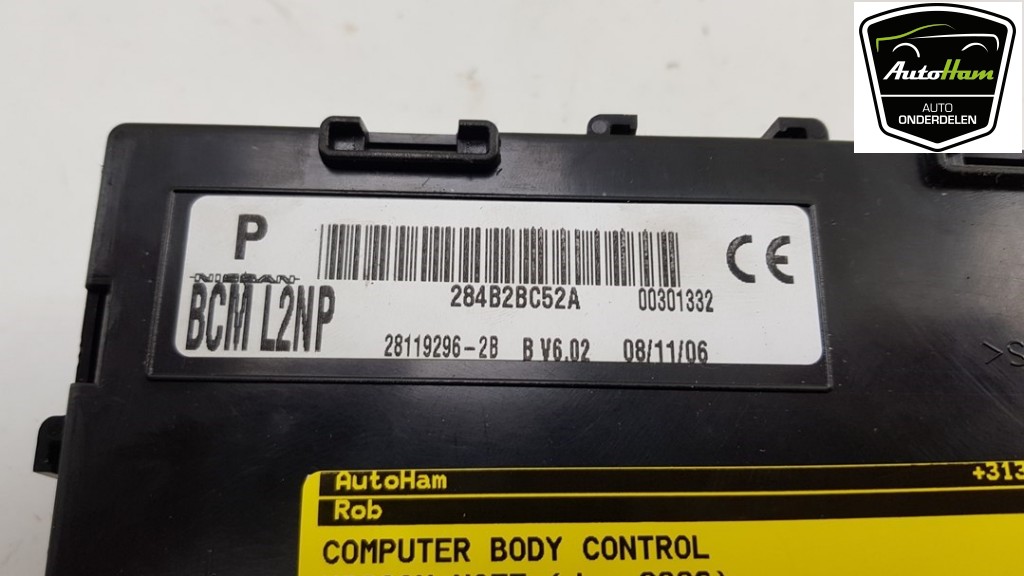 AutoHam
AUTO
ONDERDELEN
P
NISSAN
BCM L2NP
284B2BC52A
00301332
CE
28119296-2B B V6.02 08/11/06
>S
AutoHam +313
Rob
COMPUTER BODY CONTROL